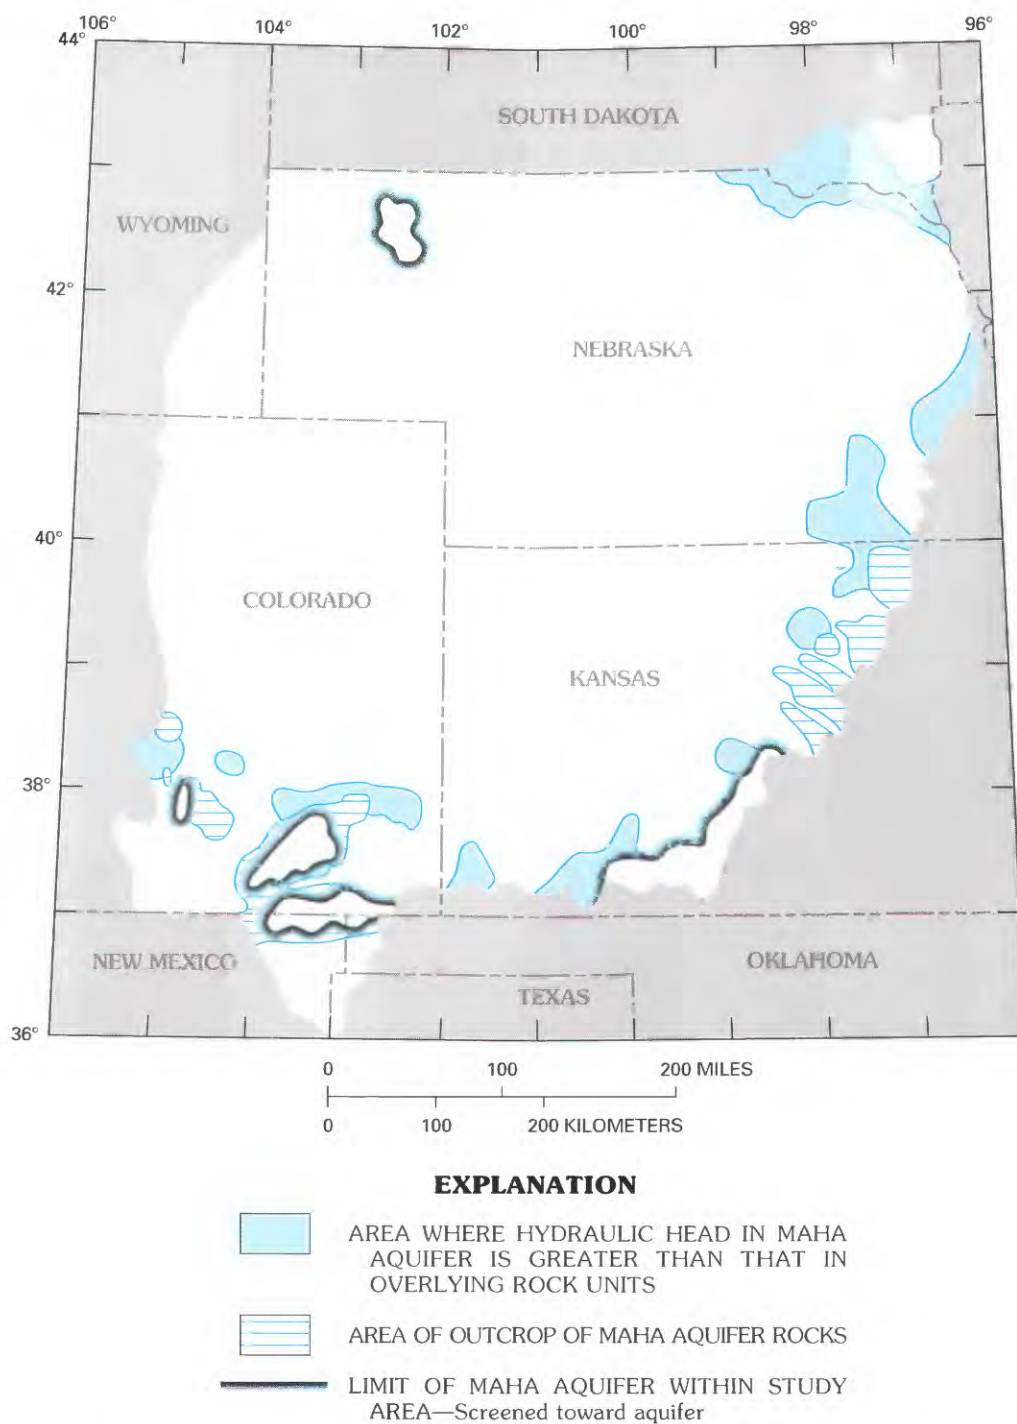 106°
104°
102°
100°
98°
96°
44°
SOUTH DAKOTA
WYOMING
42°
NEBRASKA
40°
COLORADO
KANSAS
38°
NEW MEXICO
OKLAHOMA
TEXAS
36°
0 100 200 MILES
0 100 200 KILOMETERS
EXPLANATION
AREA WHERE HYDRAULIC HEAD IN MAHA
AQUIFER IS GREATER THAN THAT IN
OVERLYING ROCK UNITS
AREA OF OUTCROP OF MAHA AQUIFER ROCKS
LIMIT OF MAHA AQUIFER WITHIN STUDY
AREA—Screened toward aquifer